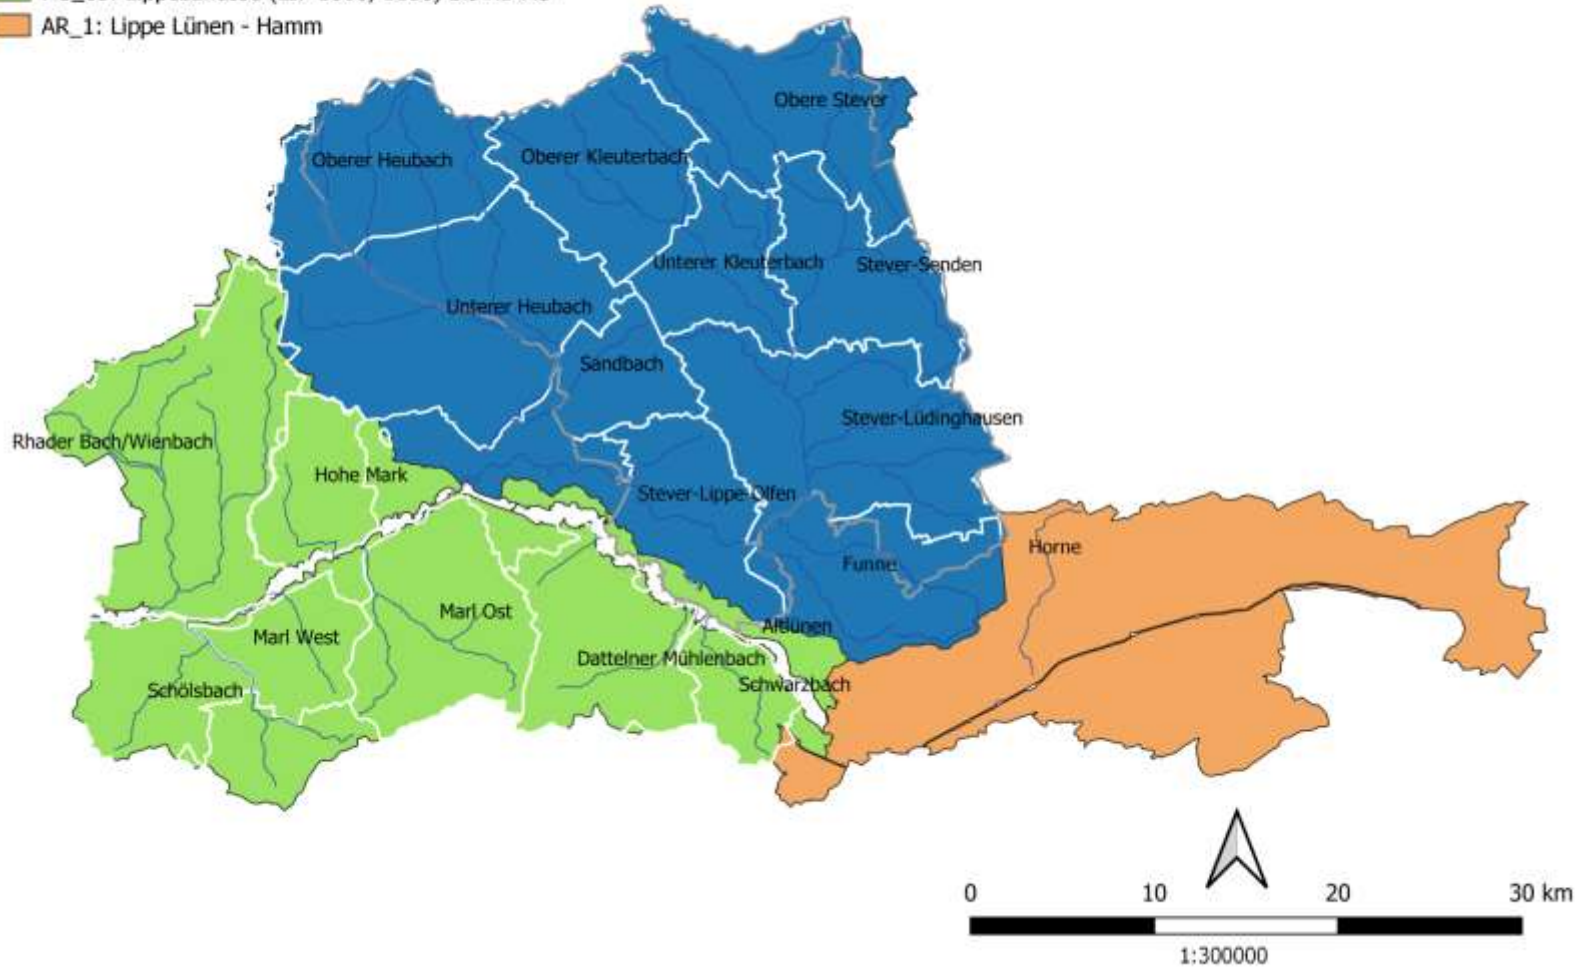 AR_1: Lippe Lünen - Hamm
Obere Stever
Oberer Heubach
Oberer Kleuterbach
Unterer Kleuterbach
Stever-Senden
Unterer Heubach
Sandbach
Stever-Lüdinghausen
Rhader Bach/Wienbach
Hohe Mark
Stever-Lippe Olfen
Horne
Funne
Marl Ost
Altlünen
Marl West
Dattelner Mühlenbach
Schwarzbach
Schölsbach
0 10 20 30 km
1:300000